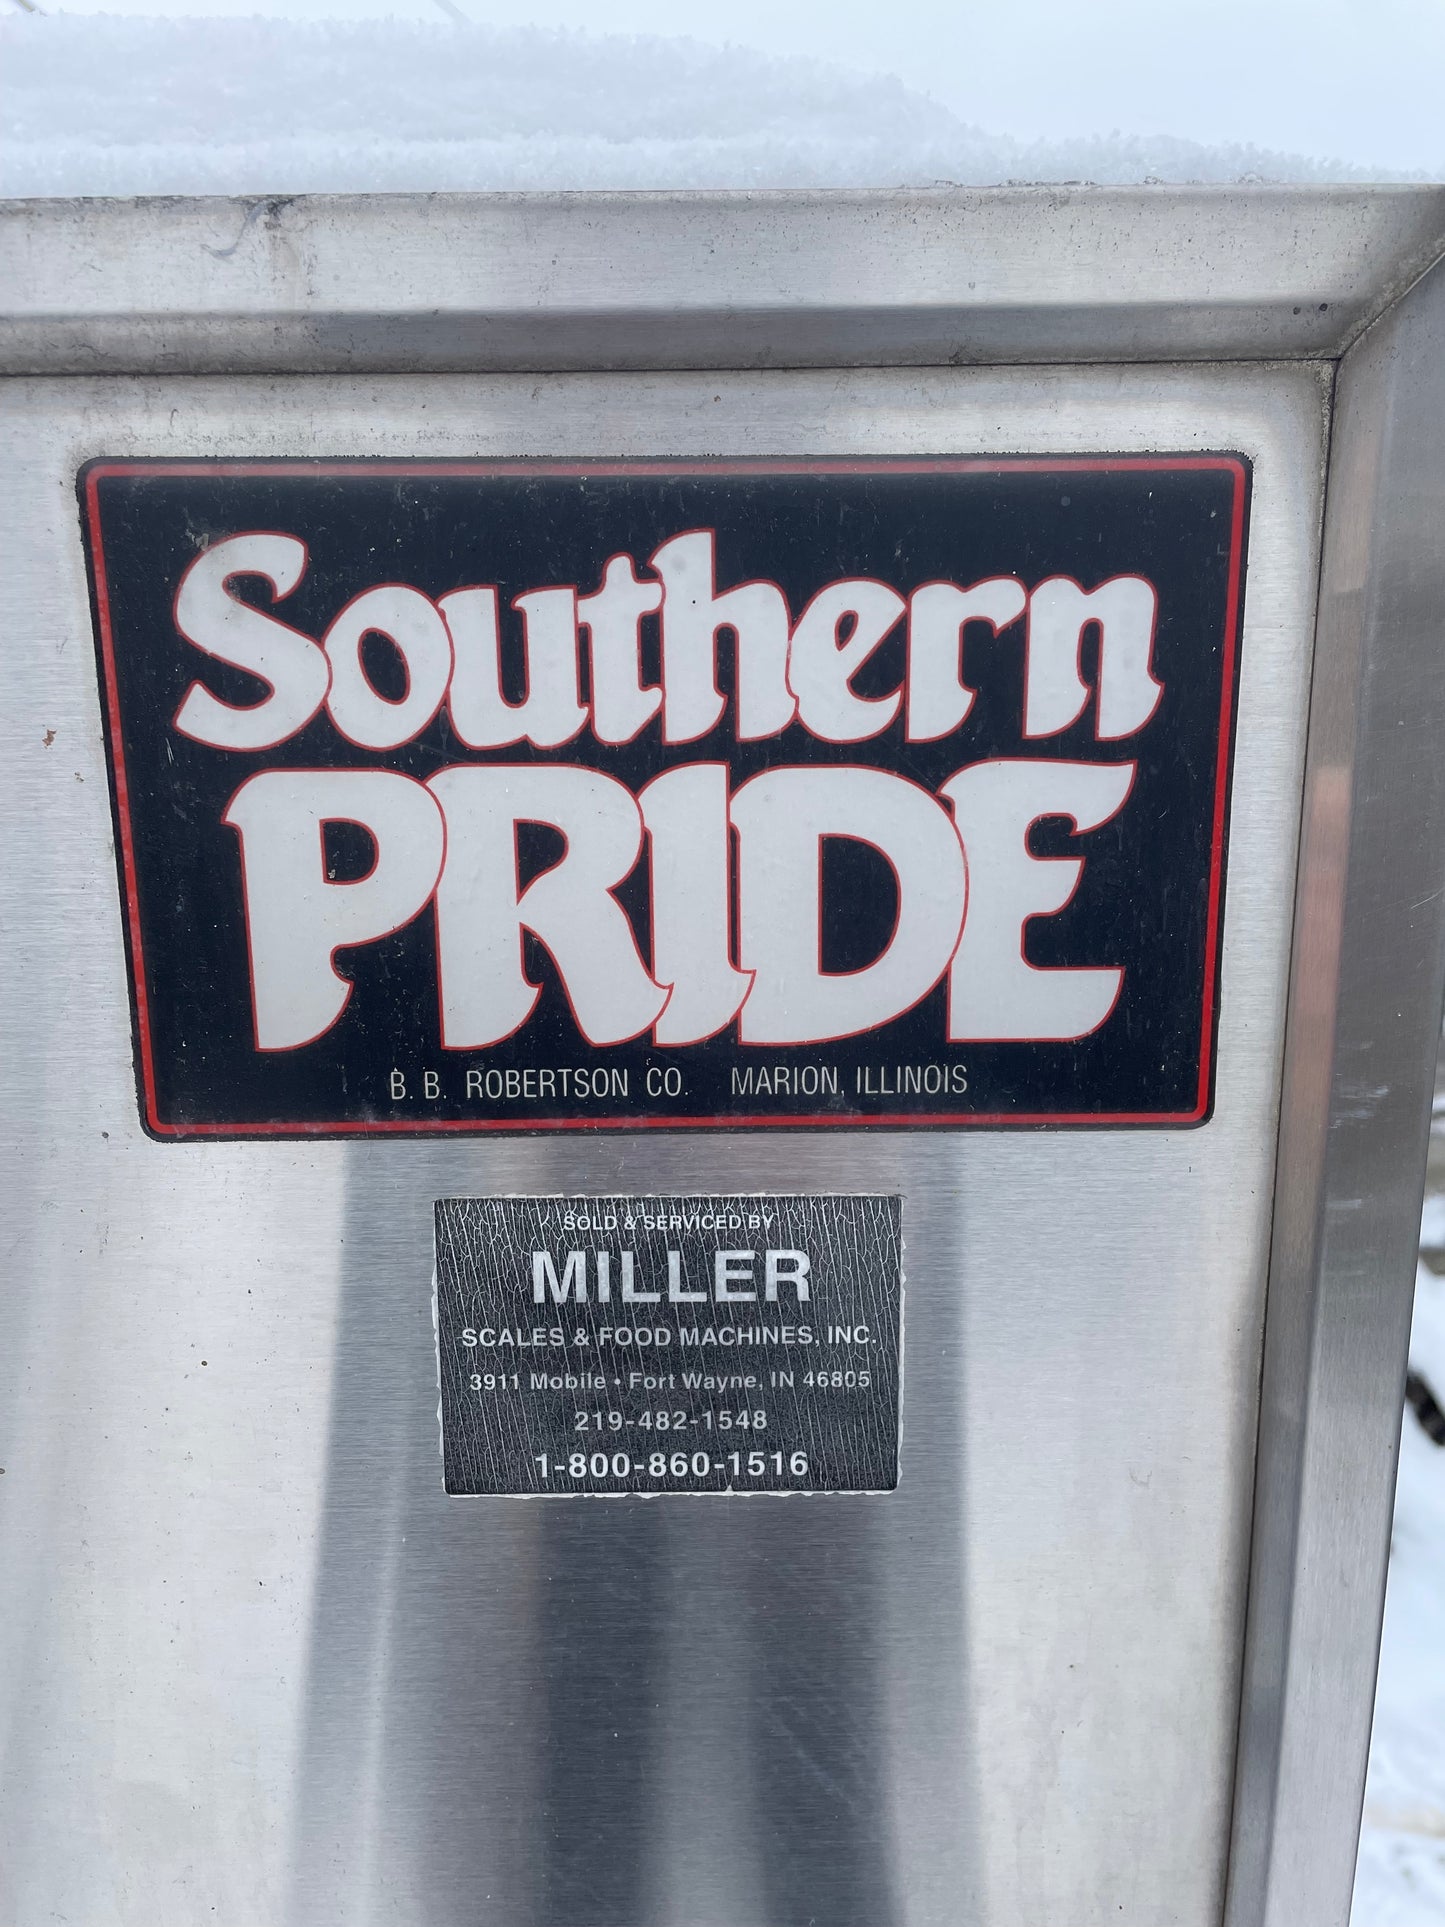 Southern
PRIDE
B. B. ROBERTSON CO. MARION, ILLINOIS
SOLD & SERVICED BY
MILLER
SCALES & FOOD MACHINES, INC.
3911 Mobile • Fort Wayne, IN 46805
219-482-1548
1-800-860-1516